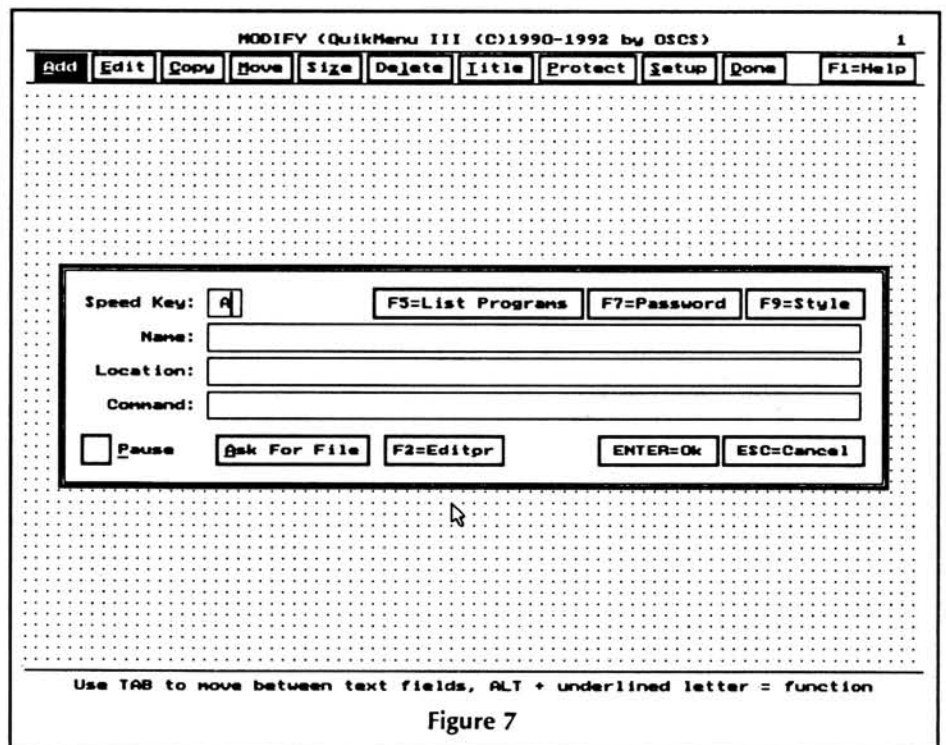 MODIFY (QuikMenu III (C)1990-1992 by OSCS) 1
Add Edit Copy Move Size Delete Title Protect Setup Done F1=Help
Speed Key: A F5=List Programs F7=Password F9=Style
Name:
Location:
Command:
Pause Ask For File F2=Editpr ENTER=Ok ESC=Cancel
Use TAB to move between text fields, ALT + underlined letter = function
Figure 7